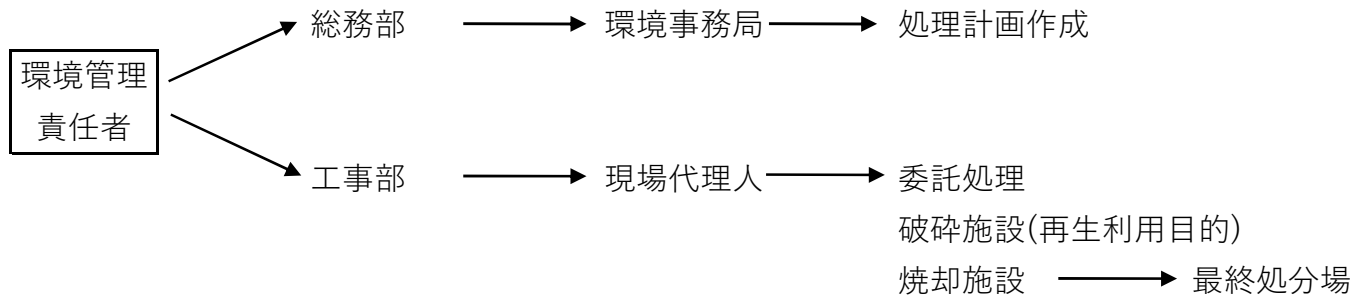 総務部 環境事務局 処理計画作成
環境管理
責任者
工事部 現場代理人 委託処理
破砕施設(再生利用目的)
焼却施設 最終処分場